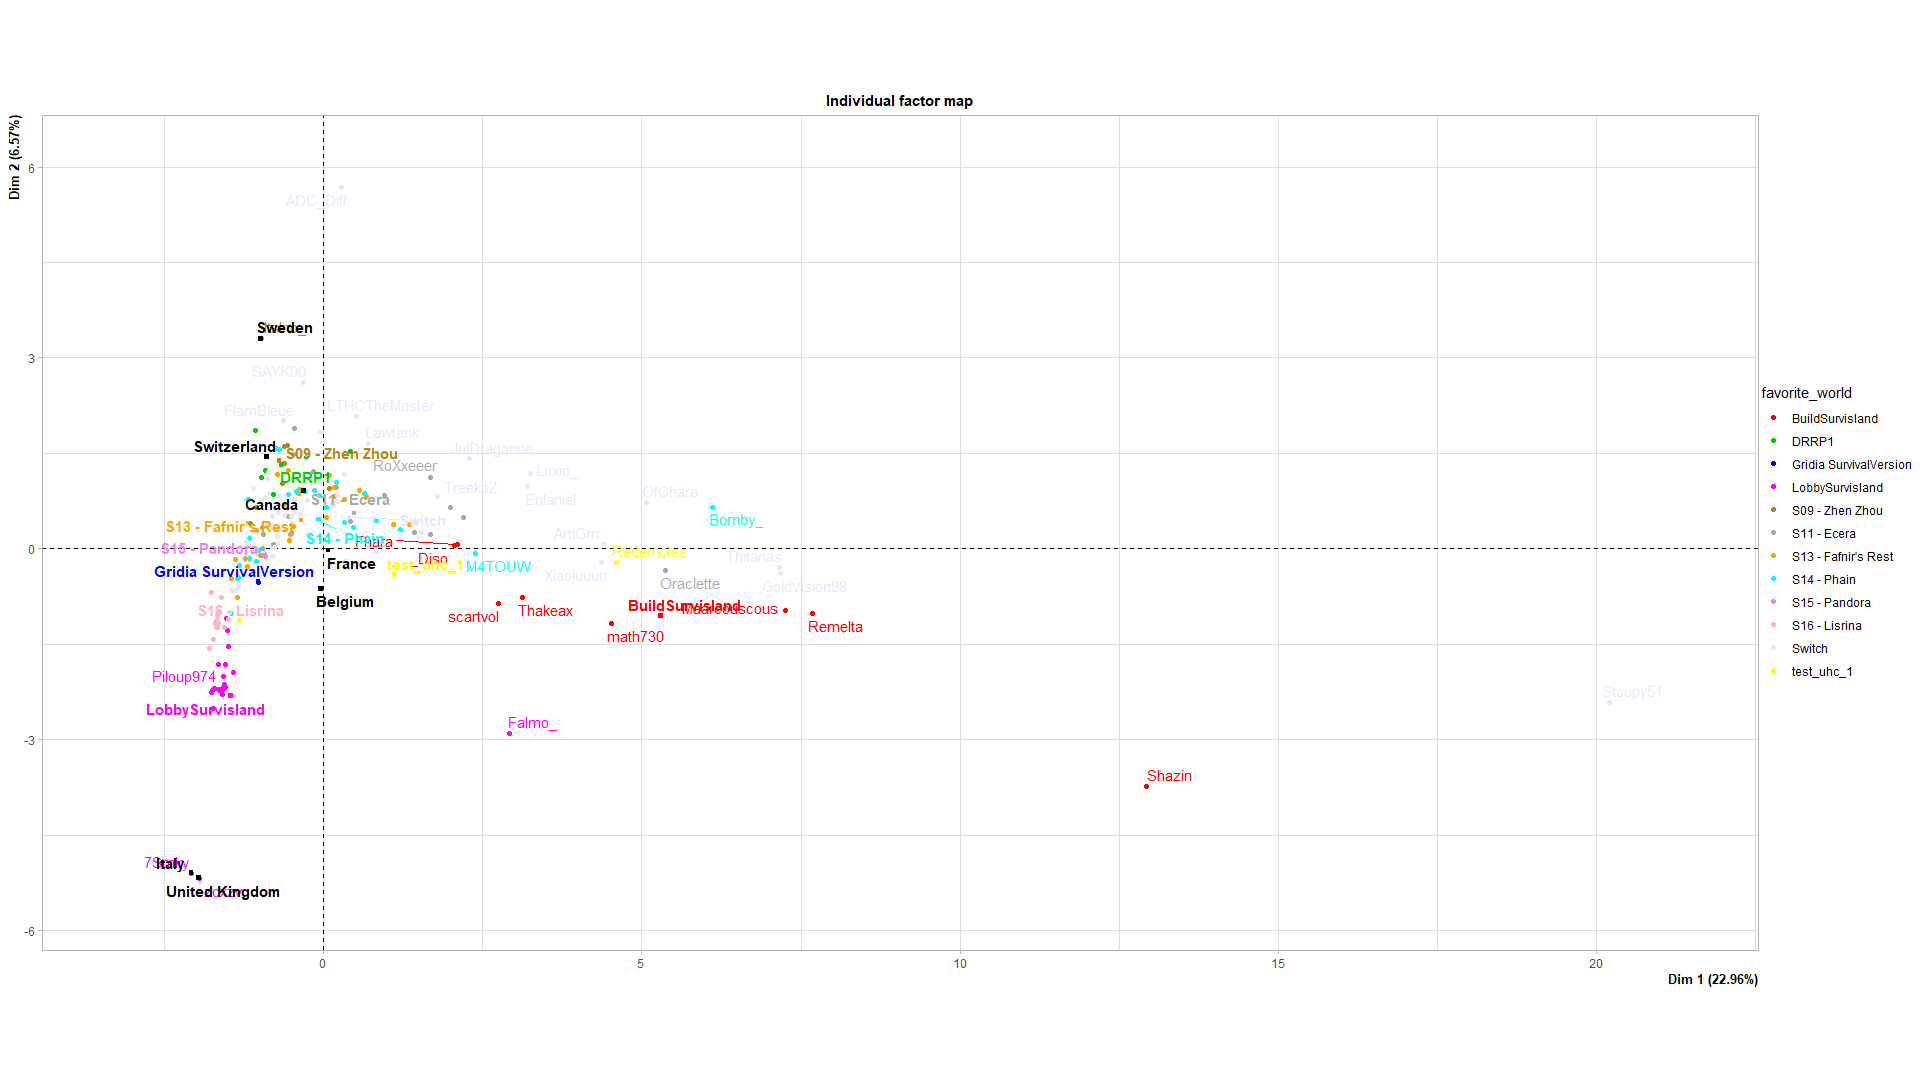 Individual factor map
Dim 2 (6.57%)
6
3
0
-3
-6
ADC_Diff
Sweden
SAYK00
FlamBleue
LTHCTheMaster
Lawtank
Switzerland
S09 - Zhen Zhou
JulDragonne
RoXxeeer
Luxio_
DRRP1
TreekoZ
Enlaniel
OfChara
Canada
S11 - Ecera
Bomby_
S13 - Fafnir's Rest
Switch
S14 - Phain
ArtiGrrr
S15 - Pandora
Redemoles
_Diso
Thitanas
France
test_uhc_1
M4TOUW
Gridia SurvivalVersion
Xiaojuuun
Oraclette
GoldVision98
Belgium
BuildSurvisland
S16 - Lisrina
scartvol
Thakeax
Remelta
math730
Piloup974
LobbySurvisland
Falmo_
Stoupy51
Shazin
Italy
United Kingdom
0
5
10
15
20
Dim 1 (22.96%)
favorite_world
BuildSurvisland
DRRP1
Gridia SurvivalVersion
LobbySurvisland
S09 - Zhen Zhou
S11 - Ecera
S13 - Fafnir's Rest
S14 - Phain
S15 - Pandora
S16 - Lisrina
Switch
test_uhc_1